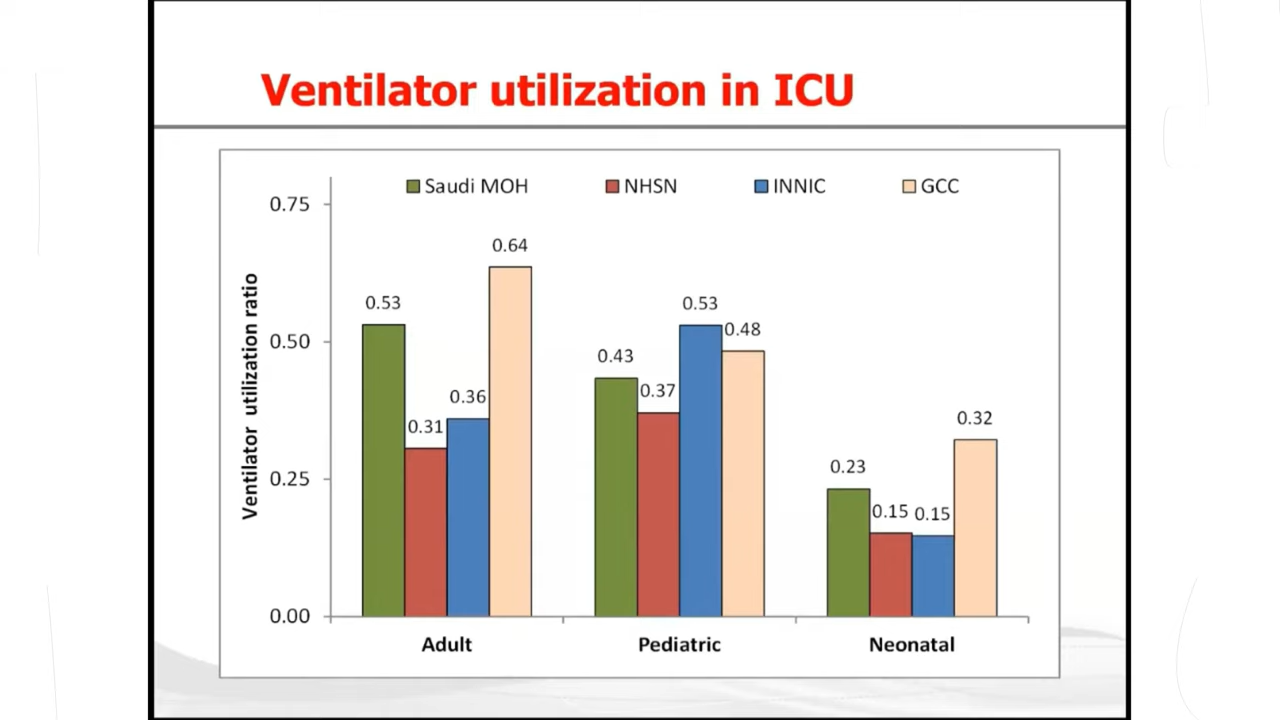 Ventilator utilization in ICU
Saudi MOH NHSN INNIC GCC
Ventilator utilization ratio
0.75
0.50
0.25
0.00
0.53 0.31 0.36 0.64
0.43 0.37 0.53 0.48
0.23 0.15 0.15 0.32
Adult Pediatric Neonatal